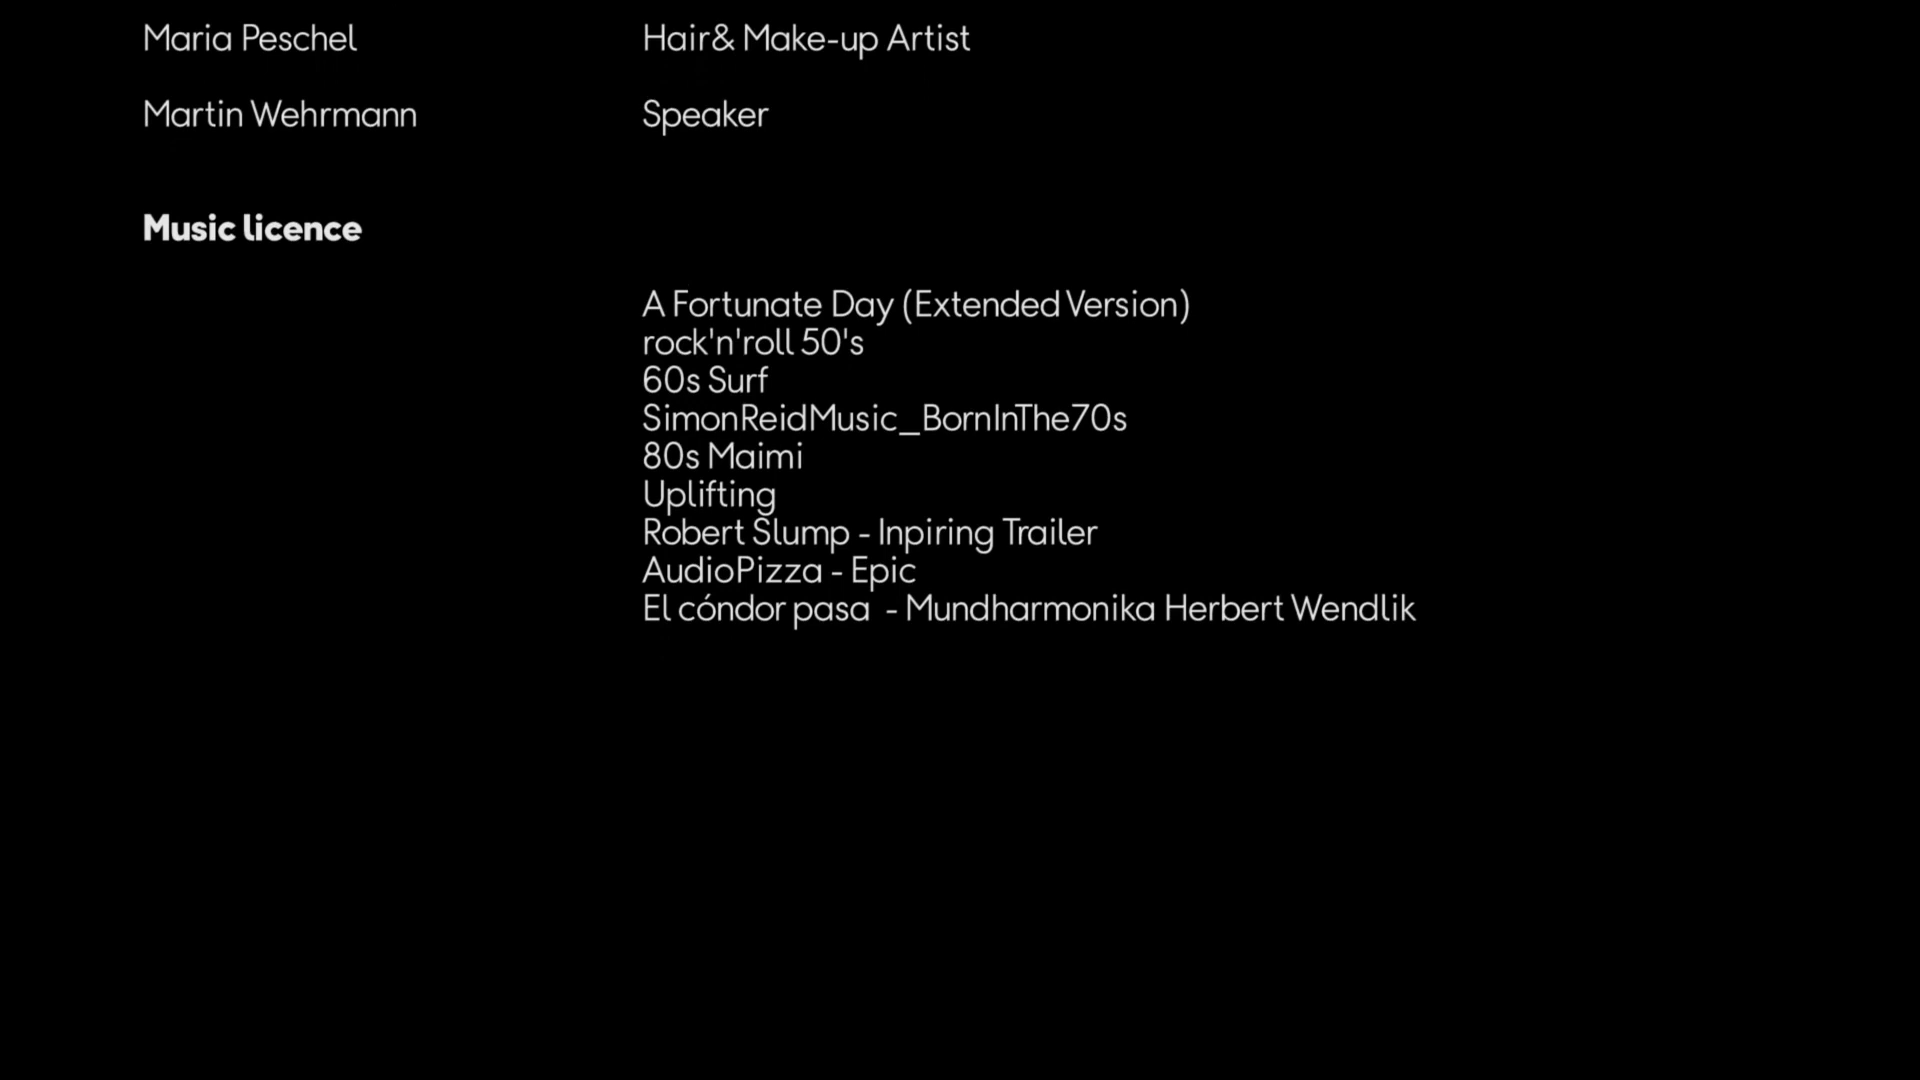 Maria Peschel Hair& Make-up Artist
Martin Wehrmann Speaker
Music licence
A Fortunate Day (Extended Version)
rock'n'roll 50's
60s Surf
SimonReidMusic_BornInThe70s
80s Maimi
Uplifting
Robert Slump - Inpiring Trailer
AudioPizza - Epic
El cóndor pasa  - Mundharmonika Herbert Wendlik